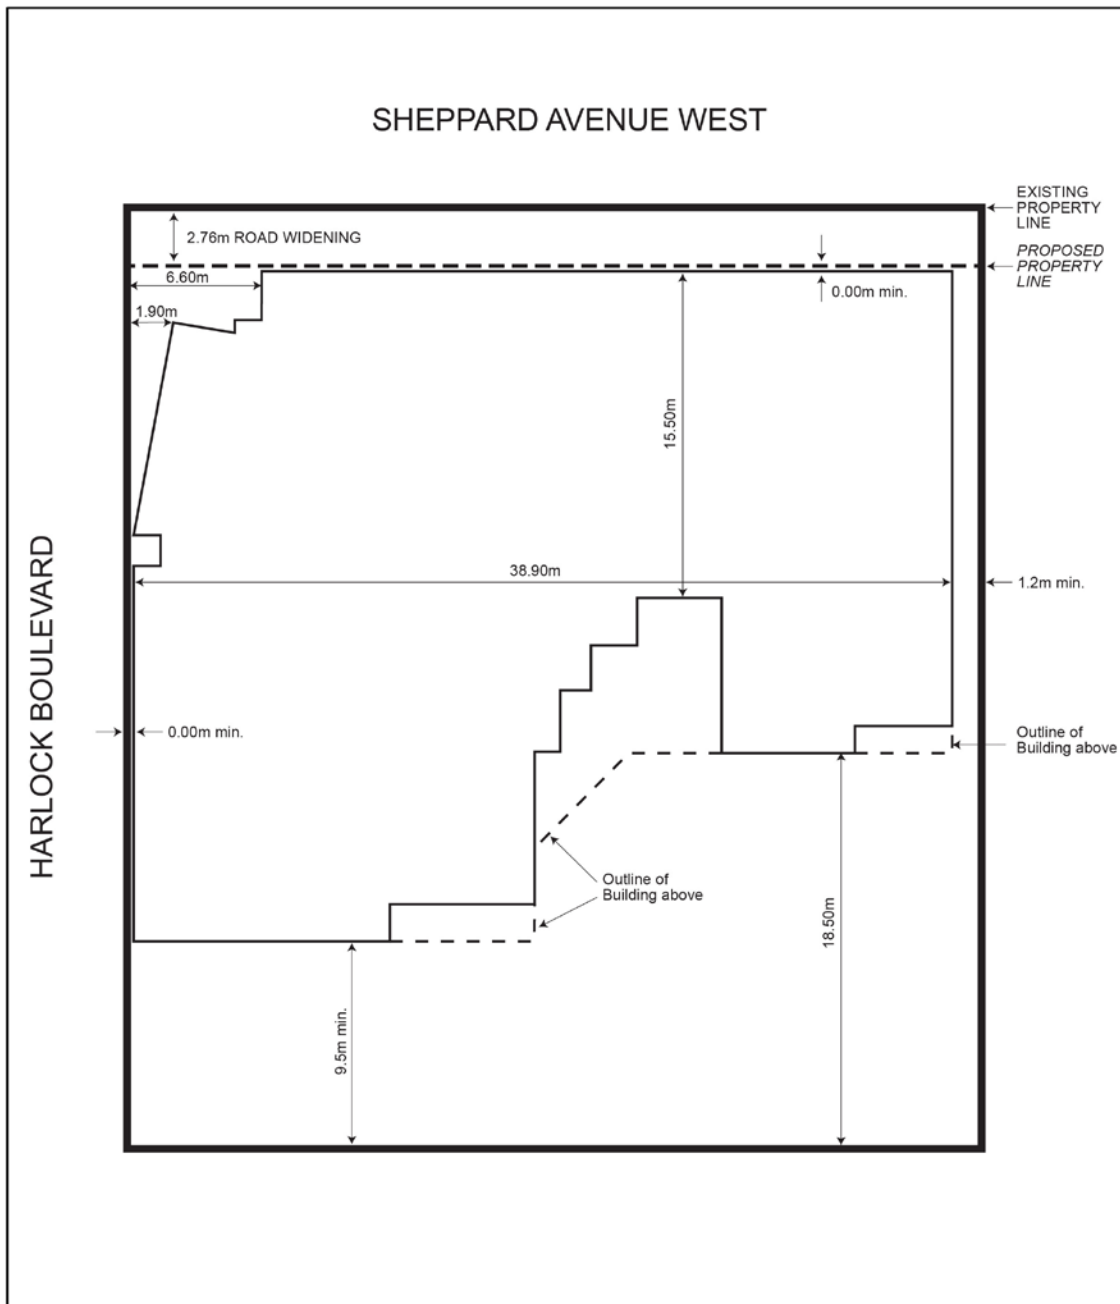 SHEPPARD AVENUE WEST
EXISTING
PROPERTY
LINE
2.76m ROAD WIDENING
PROPOSED
PROPERTY
LINE
6.60m
0.00m min.
1.90m
15.50m
HARLOCK BOULEVARD
38.90m
1.2m min.
0.00m min.
Outline of
Building above
Outline of
Building above
18.50m
9.5m min.